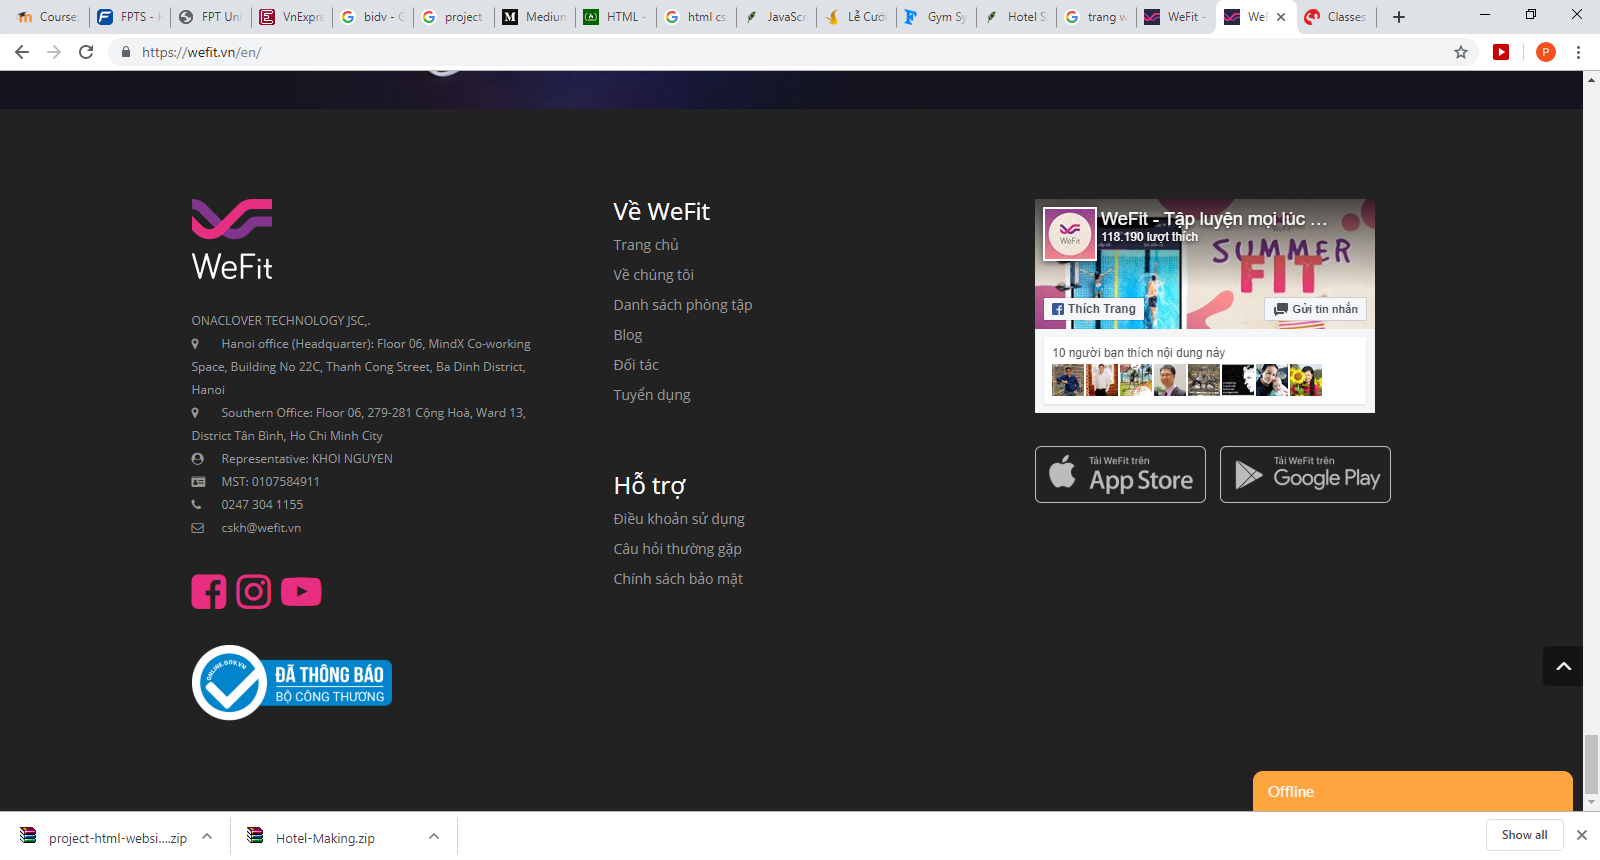 Course
FPTS - H
FPT Uni
VnExpre
bidv - G
project
Medium
HTML -
html cs
JavaScr
Lễ Cướ
Gym Sy
Hotel S
trang w
WeFit -
WeF
Classes
https://wefit.vn/en/
P
WeFit
ONACLOVER TECHNOLOGY JSC,.
Hanoi office (Headquarter): Floor 06, MindX Co-working
Space, Building No 22C, Thanh Cong Street, Ba Dinh District,
Hanoi
Southern Office: Floor 06, 279-281 Cộng Hoà, Ward 13,
District Tân Bình, Ho Chi Minh City
Representative: KHOI NGUYEN
MST: 0107584911
0247 304 1155
cskh@wefit.vn
ONLINE.GOV.VN
ĐÃ THÔNG BÁO
BỘ CÔNG THƯƠNG
Về WeFit
Trang chủ
Về chúng tôi
Danh sách phòng tập
Blog
Đối tác
Tuyển dụng
Hỗ trợ
Điều khoản sử dụng
Câu hỏi thường gặp
Chính sách bảo mật
WeFit
WeFit - Tập luyện mọi lúc ...
118.190 lượt thích
SUMMER
FIT
Thích Trang
Gửi tin nhắn
10 người bạn thích nội dung này
Tải WeFit trên
App Store
Tải WeFit trên
Google Play
Offline
project-html-websi....zip
Hotel-Making.zip
Show all